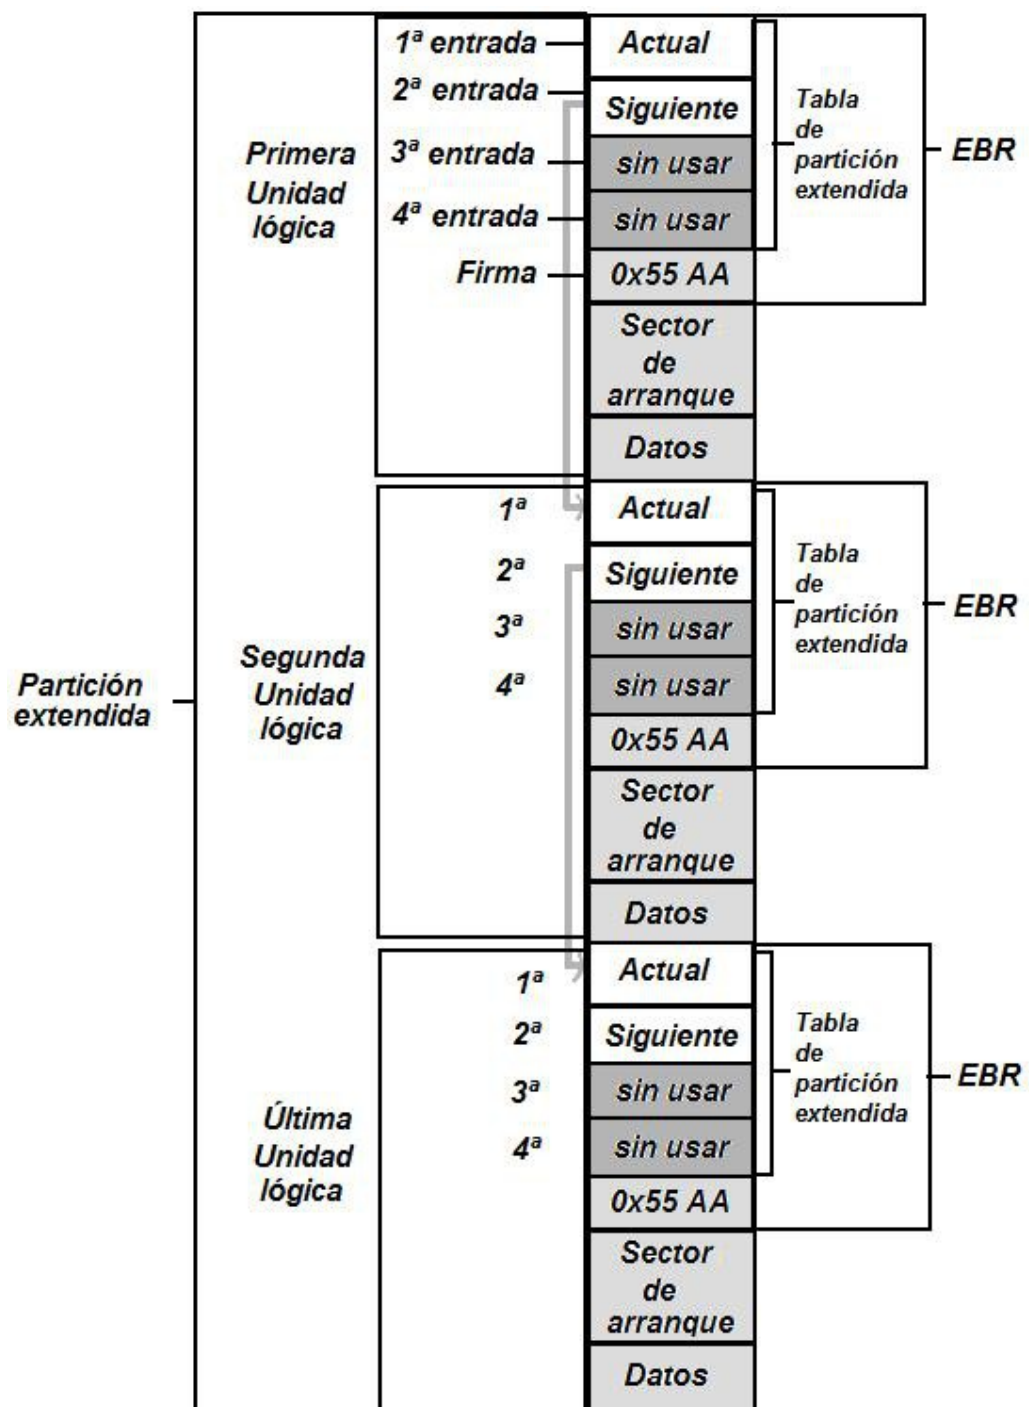 1ª entrada
Actual
2ª entrada
Siguiente
Tabla
de
partición
extendida
EBR
Primera
Unidad
lógica
3ª entrada
sin usar
4ª entrada
sin usar
Firma
0x55 AA
Sector
de
arranque
Datos
1ª
Actual
2ª
Siguiente
Tabla
de
partición
extendida
EBR
3ª
sin usar
Segunda
Unidad
lógica
4ª
sin usar
Partición
extendida
0x55 AA
Sector
de
arranque
Datos
1ª
Actual
2ª
Siguiente
Tabla
de
partición
extendida
EBR
3ª
sin usar
Última
Unidad
lógica
4ª
sin usar
0x55 AA
Sector
de
arranque
Datos